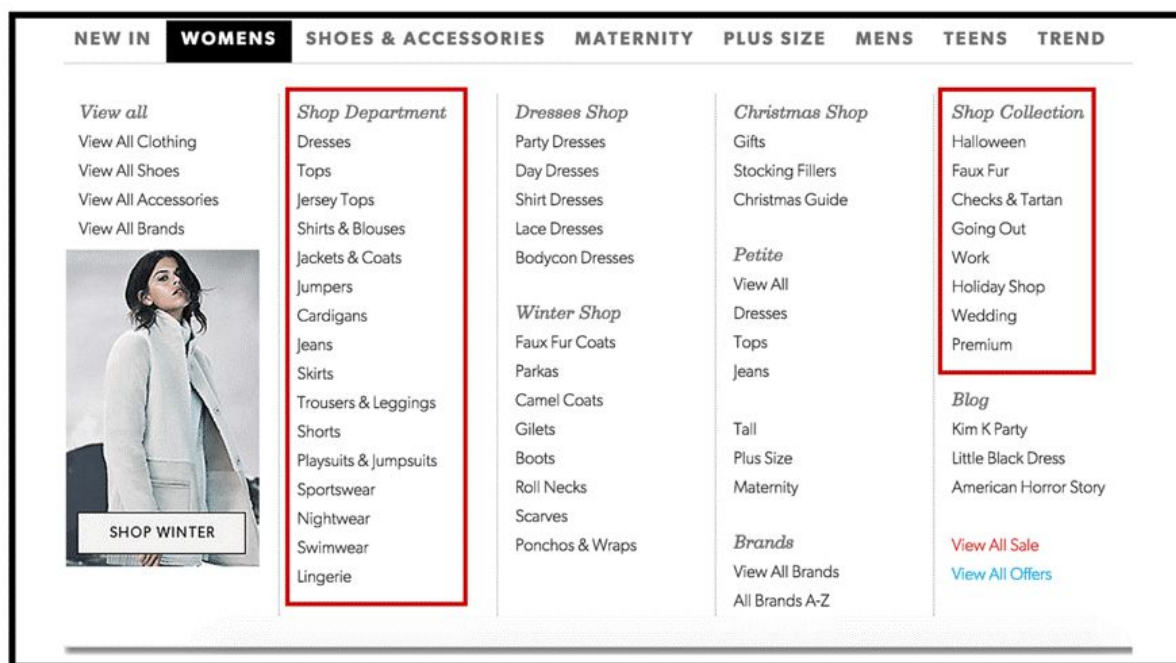 NEW IN WOMENS SHOES & ACCESSORIES MATERNITY PLUS SIZE MENS TEENS TREND
View all
View All Clothing
View All Shoes
View All Accessories
View All Brands
SHOP WINTER
Shop Department
Dresses
Tops
Jersey Tops
Shirts & Blouses
Jackets & Coats
Jumpers
Cardigans
Jeans
Skirts
Trousers & Leggings
Shorts
Playsuits & Jumpsuits
Sportswear
Nightwear
Swimwear
Lingerie
Dresses Shop
Party Dresses
Day Dresses
Shirt Dresses
Lace Dresses
Bodycon Dresses
Winter Shop
Faux Fur Coats
Parkas
Camel Coats
Gilets
Boots
Roll Necks
Scarves
Ponchos & Wraps
Christmas Shop
Gifts
Stocking Fillers
Christmas Guide
Petite
View All
Dresses
Tops
Jeans
Tall
Plus Size
Maternity
Brands
View All Brands
All Brands A-Z
Shop Collection
Halloween
Faux Fur
Checks & Tartan
Going Out
Work
Holiday Shop
Wedding
Premium
Blog
Kim K Party
Little Black Dress
American Horror Story
View All Sale
View All Offers